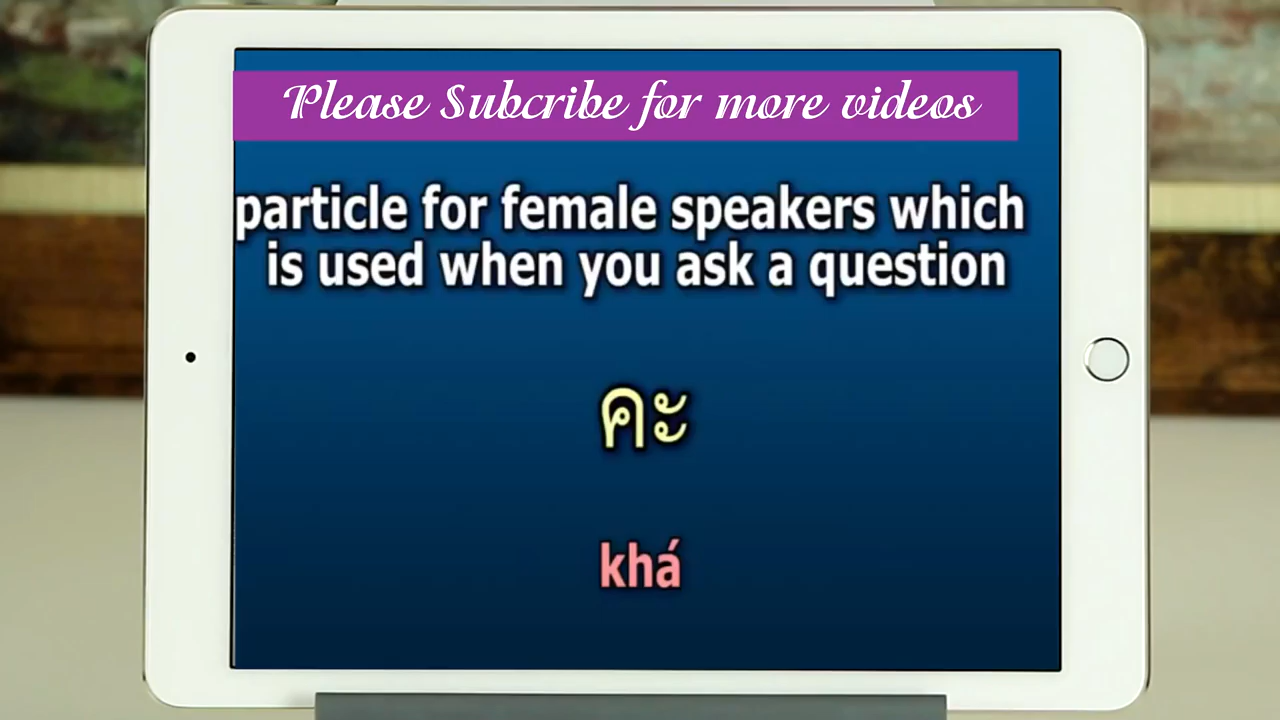 Please Subcribe for more videos
particle for female speakers which
is used when you ask a question
คะ
khá